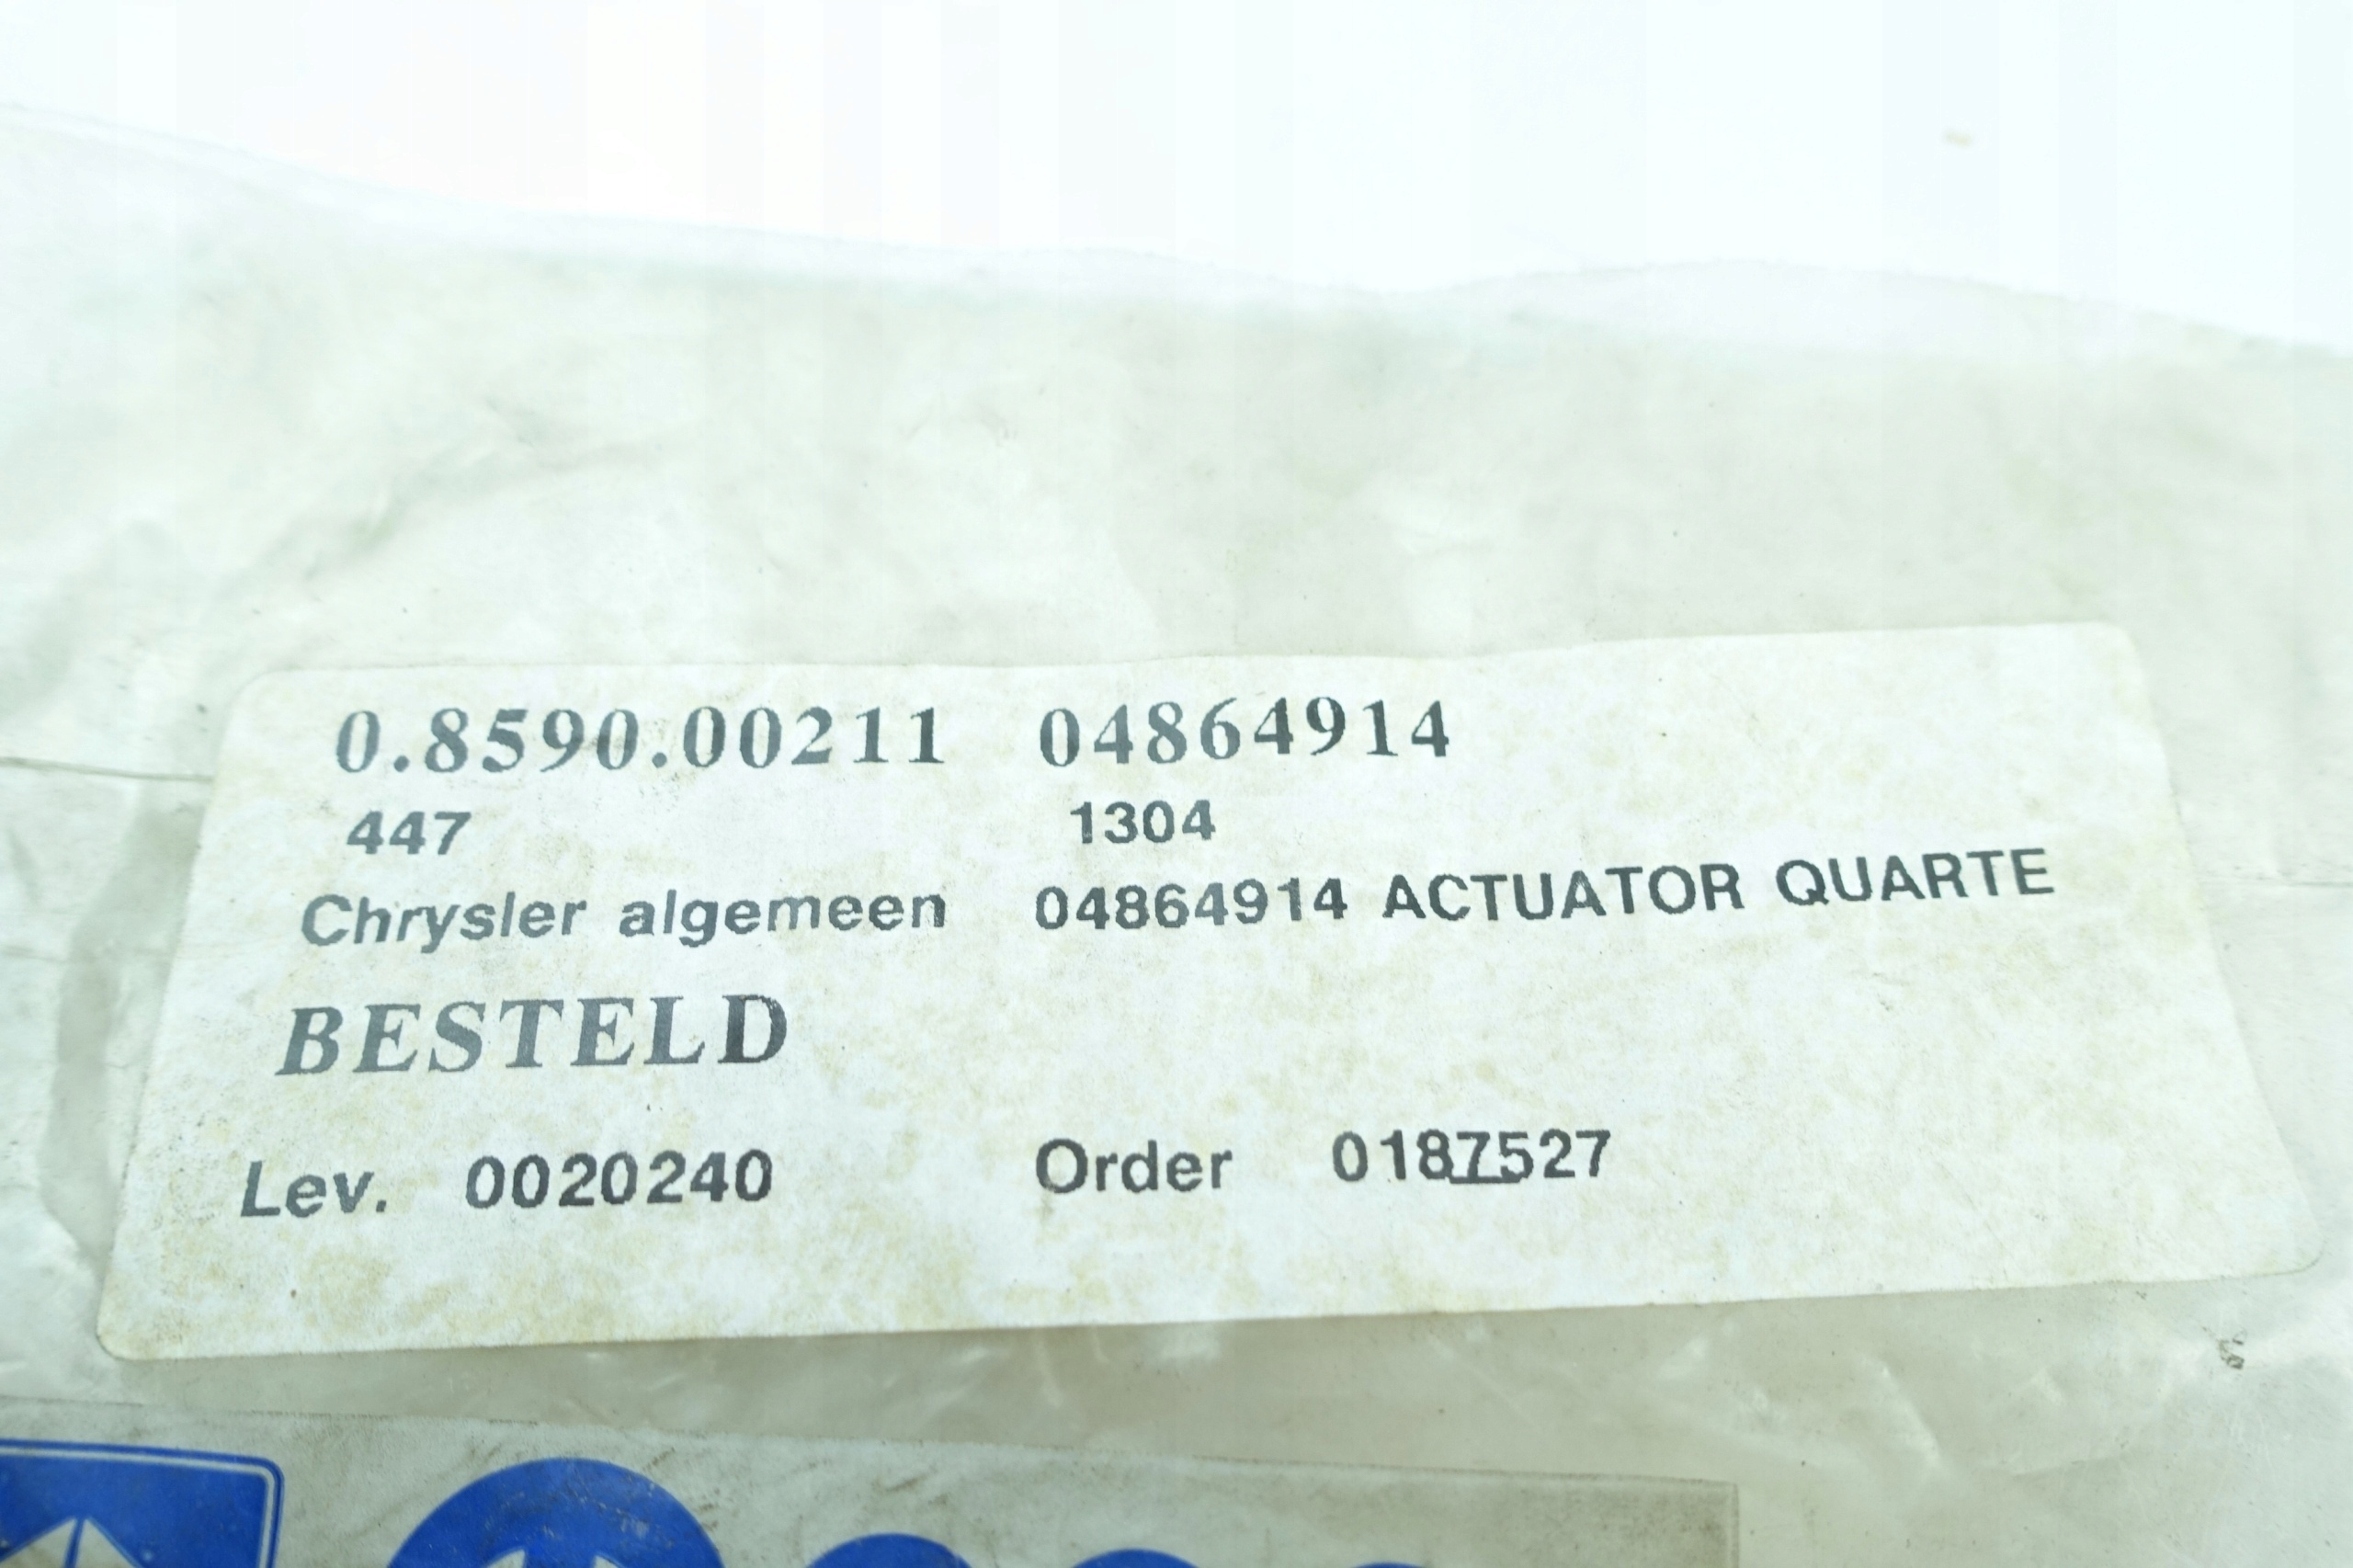 0.8590.00211 04864914
447 1304
Chrysler algemeen 04864914 ACTUATOR QUARTE
BESTELD
Lev. 0020240 Order 0187527